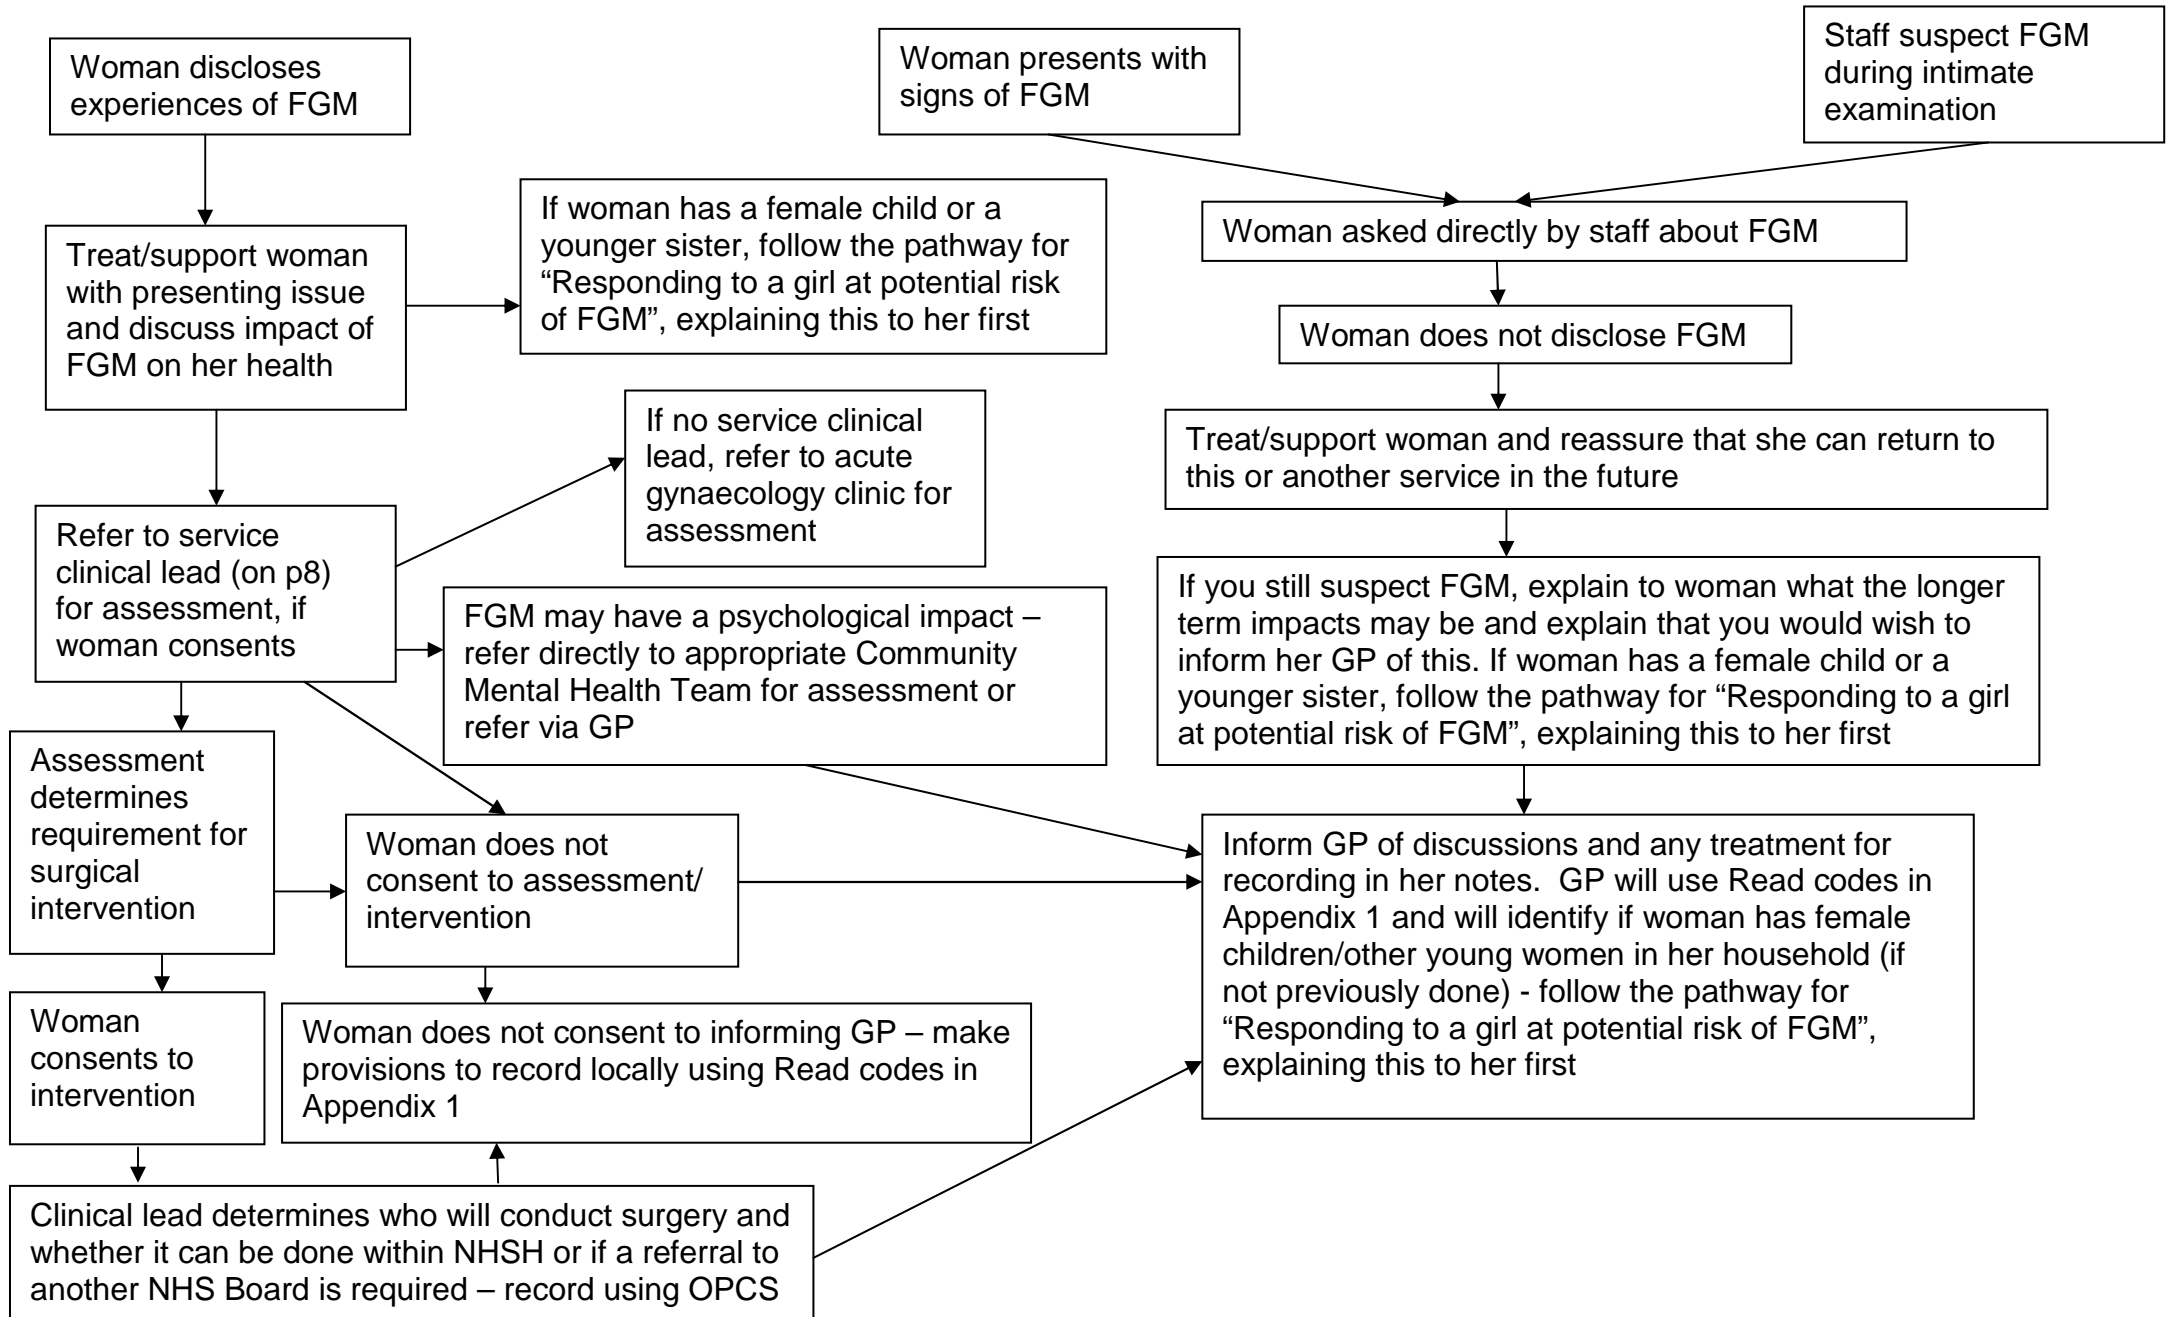 Woman discloses
experiences of FGM
Woman presents with
signs of FGM
Staff suspect FGM
during intimate
examination
If woman has a female child or a
younger sister, follow the pathway for
“Responding to a girl at potential risk
of FGM”, explaining this to her first
Woman asked directly by staff about FGM
Treat/support woman
with presenting issue
and discuss impact of
FGM on her health
Woman does not disclose FGM
If no service clinical
lead, refer to acute
gynaecology clinic for
assessment
Treat/support woman and reassure that she can return to
this or another service in the future
Refer to service
clinical lead (on p8)
for assessment, if
woman consents
FGM may have a psychological impact –
refer directly to appropriate Community
Mental Health Team for assessment or
refer via GP
If you still suspect FGM, explain to woman what the longer
term impacts may be and explain that you would wish to
inform her GP of this. If woman has a female child or a
younger sister, follow the pathway for “Responding to a girl
at potential risk of FGM”, explaining this to her first
Assessment
determines
requirement for
surgical
intervention
Woman does not
consent to assessment/
intervention
Inform GP of discussions and any treatment for
recording in her notes.  GP will use Read codes in
Appendix 1 and will identify if woman has female
children/other young women in her household (if
not previously done) - follow the pathway for
“Responding to a girl at potential risk of FGM”,
explaining this to her first
Woman
consents to
intervention
Woman does not consent to informing GP – make
provisions to record locally using Read codes in
Appendix 1
Clinical lead determines who will conduct surgery and
whether it can be done within NHSH or if a referral to
another NHS Board is required – record using OPCS